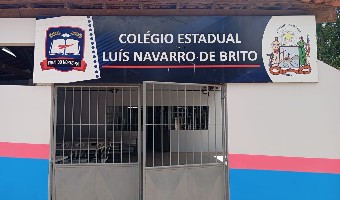 COLÉGIO ESTADUAL
LUÍS NAVARRO DE BRITO